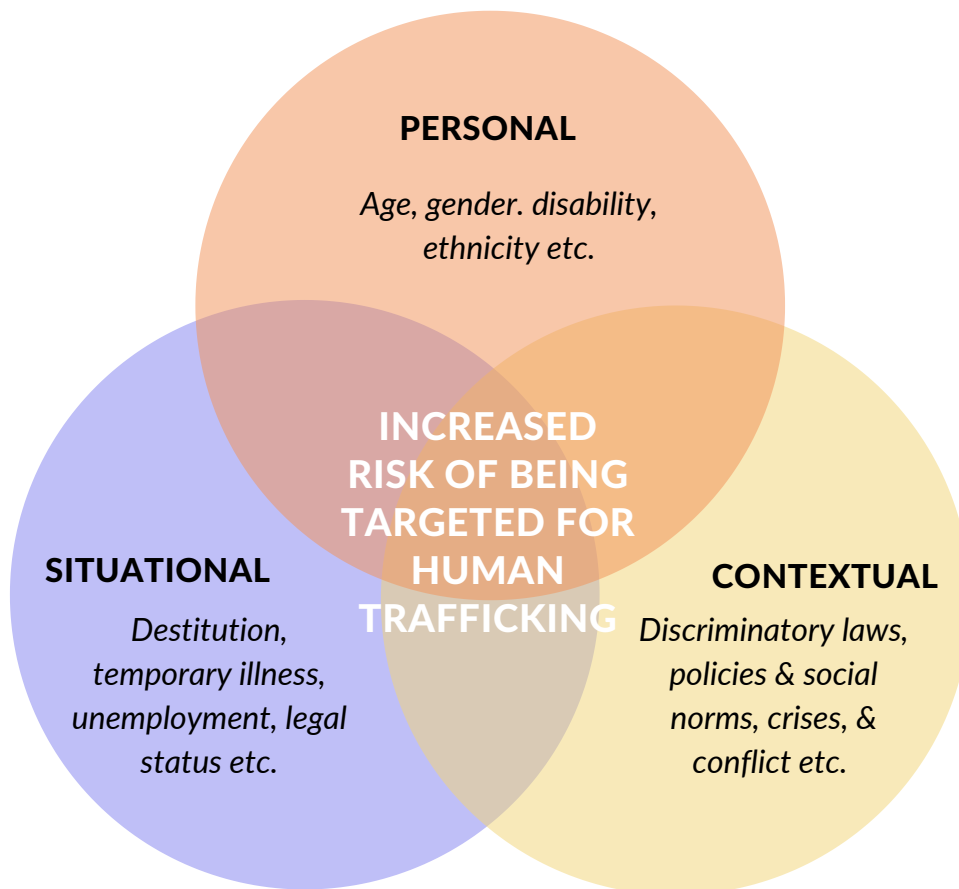 PERSONAL
Age, gender. disability,
ethnicity etc.
INCREASED
RISK OF BEING
TARGETED FOR
HUMAN
TRAFFICKING
SITUATIONAL
Destitution,
temporary illness,
unemployment, legal
status etc.
CONTEXTUAL
Discriminatory laws,
policies & social
norms, crises, &
conflict etc.